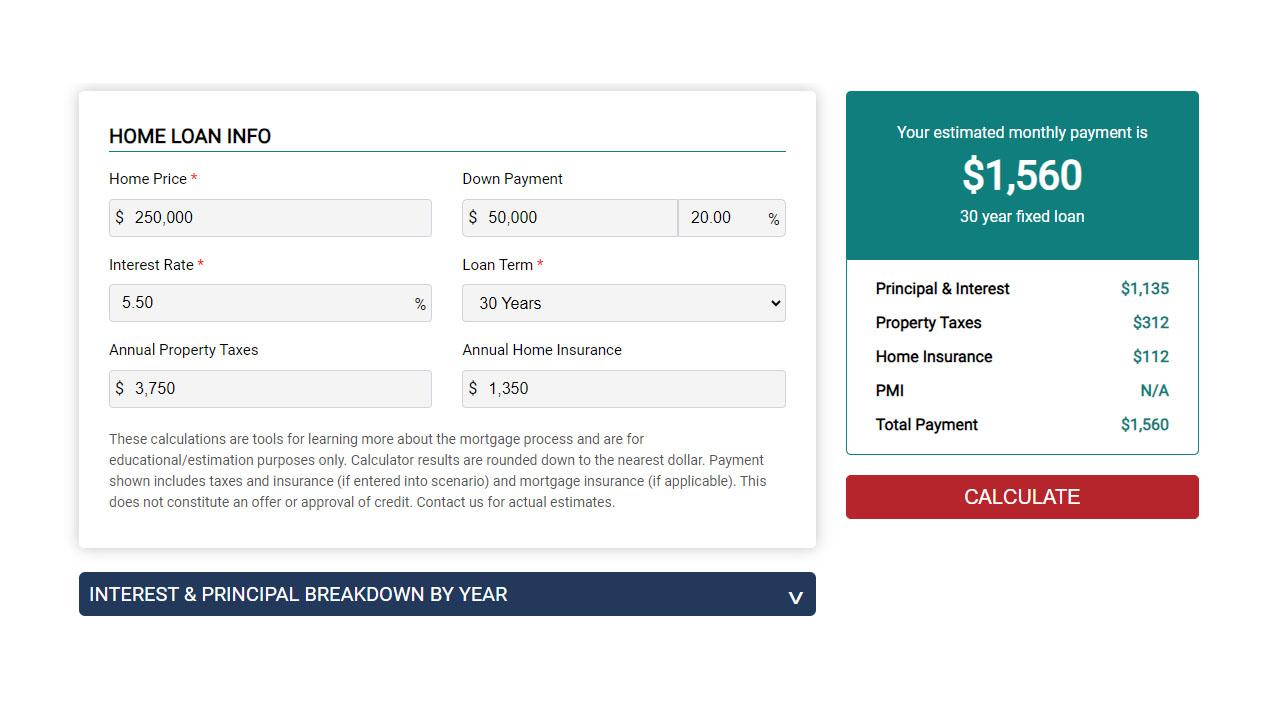 HOME LOAN INFO
Home Price *
$ 250,000
Down Payment
$ 50,000 20.00 %
Interest Rate *
5.50 %
Loan Term *
30 Years
Annual Property Taxes
$ 3,750
Annual Home Insurance
$ 1,350
These calculations are tools for learning more about the mortgage process and are for
educational/estimation purposes only. Calculator results are rounded down to the nearest dollar. Payment
shown includes taxes and insurance (if entered into scenario) and mortgage insurance (if applicable). This
does not constitute an offer or approval of credit. Contact us for actual estimates.
INTEREST & PRINCIPAL BREAKDOWN BY YEAR
Your estimated monthly payment is
$1,560
30 year fixed loan
Principal & Interest $1,135
Property Taxes $312
Home Insurance $112
PMI N/A
Total Payment $1,560
CALCULATE